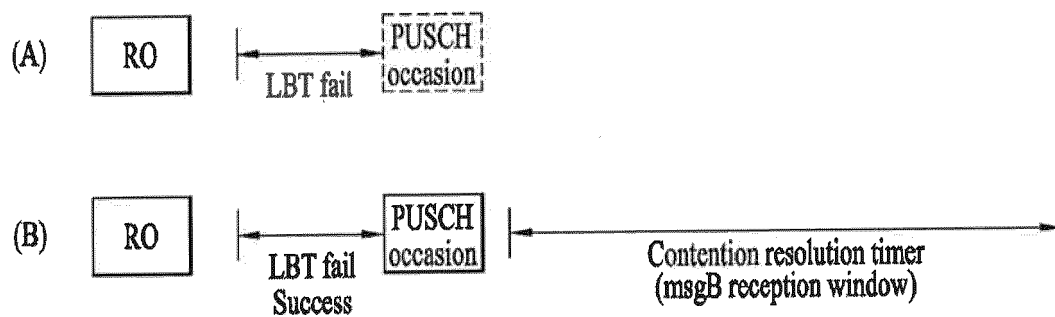 (A)
RO
LBT fail
PUSCH
occasion
(B)
RO
LBT fail
Success
PUSCH
occasion
Contention resolution timer
(msgB reception window)